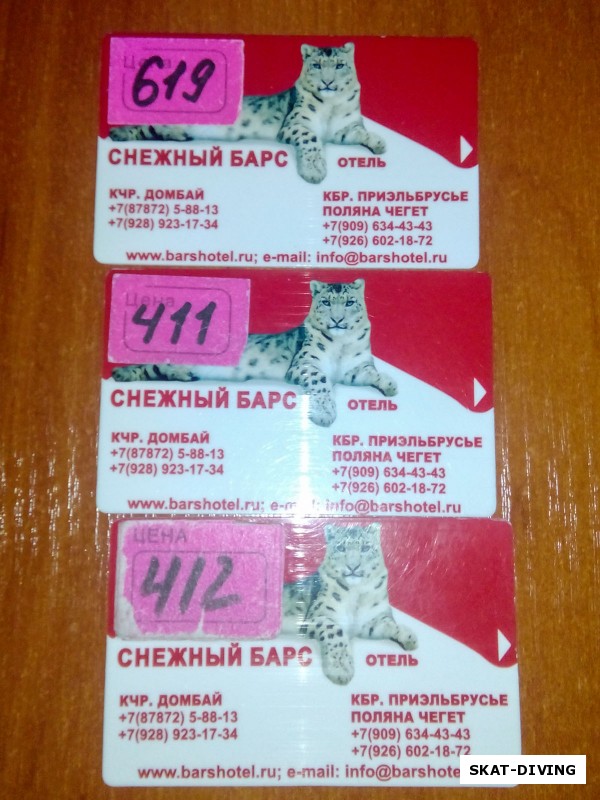 Цена
619
СНЕЖНЫЙ БАРС ОТЕЛЬ
КЧР. ДОМБАЙ
+7(87872) 5-88-13
+7(928) 923-17-34
КБР. ПРИЭЛЬБРУСЬЕ
ПОЛЯНА ЧЕГЕТ
+7(909) 634-43-43
+7(926) 602-18-72
www.barshotel.ru; e-mail: info@barshotel.ru
Цена
411
СНЕЖНЫЙ БАРС ОТЕЛЬ
КЧР. ДОМБАЙ
+7(87872) 5-88-13
+7(928) 923-17-34
КБР. ПРИЭЛЬБРУСЬЕ
ПОЛЯНА ЧЕГЕТ
+7(909) 634-43-43
+7(926) 602-18-72
www.barshotel.ru; e-mail: info@barshotel.ru
ЦЕНА
412
СНЕЖНЫЙ БАРС ОТЕЛЬ
КЧР. ДОМБАЙ
+7(87872) 5-88-13
+7(928) 923-17-34
КБР. ПРИЭЛЬБРУСЬЕ
ПОЛЯНА ЧЕГЕТ
+7(909) 634-43-43
+7(926) 602-18-72
www.barshotel.ru; e-mail: info@barshote
SKAT-DIVING